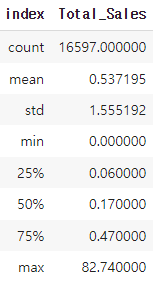 index Total_Sales
count 16597.000000
mean 0.537195
std 1.555192
min 0.000000
25% 0.060000
50% 0.170000
75% 0.470000
max 82.740000